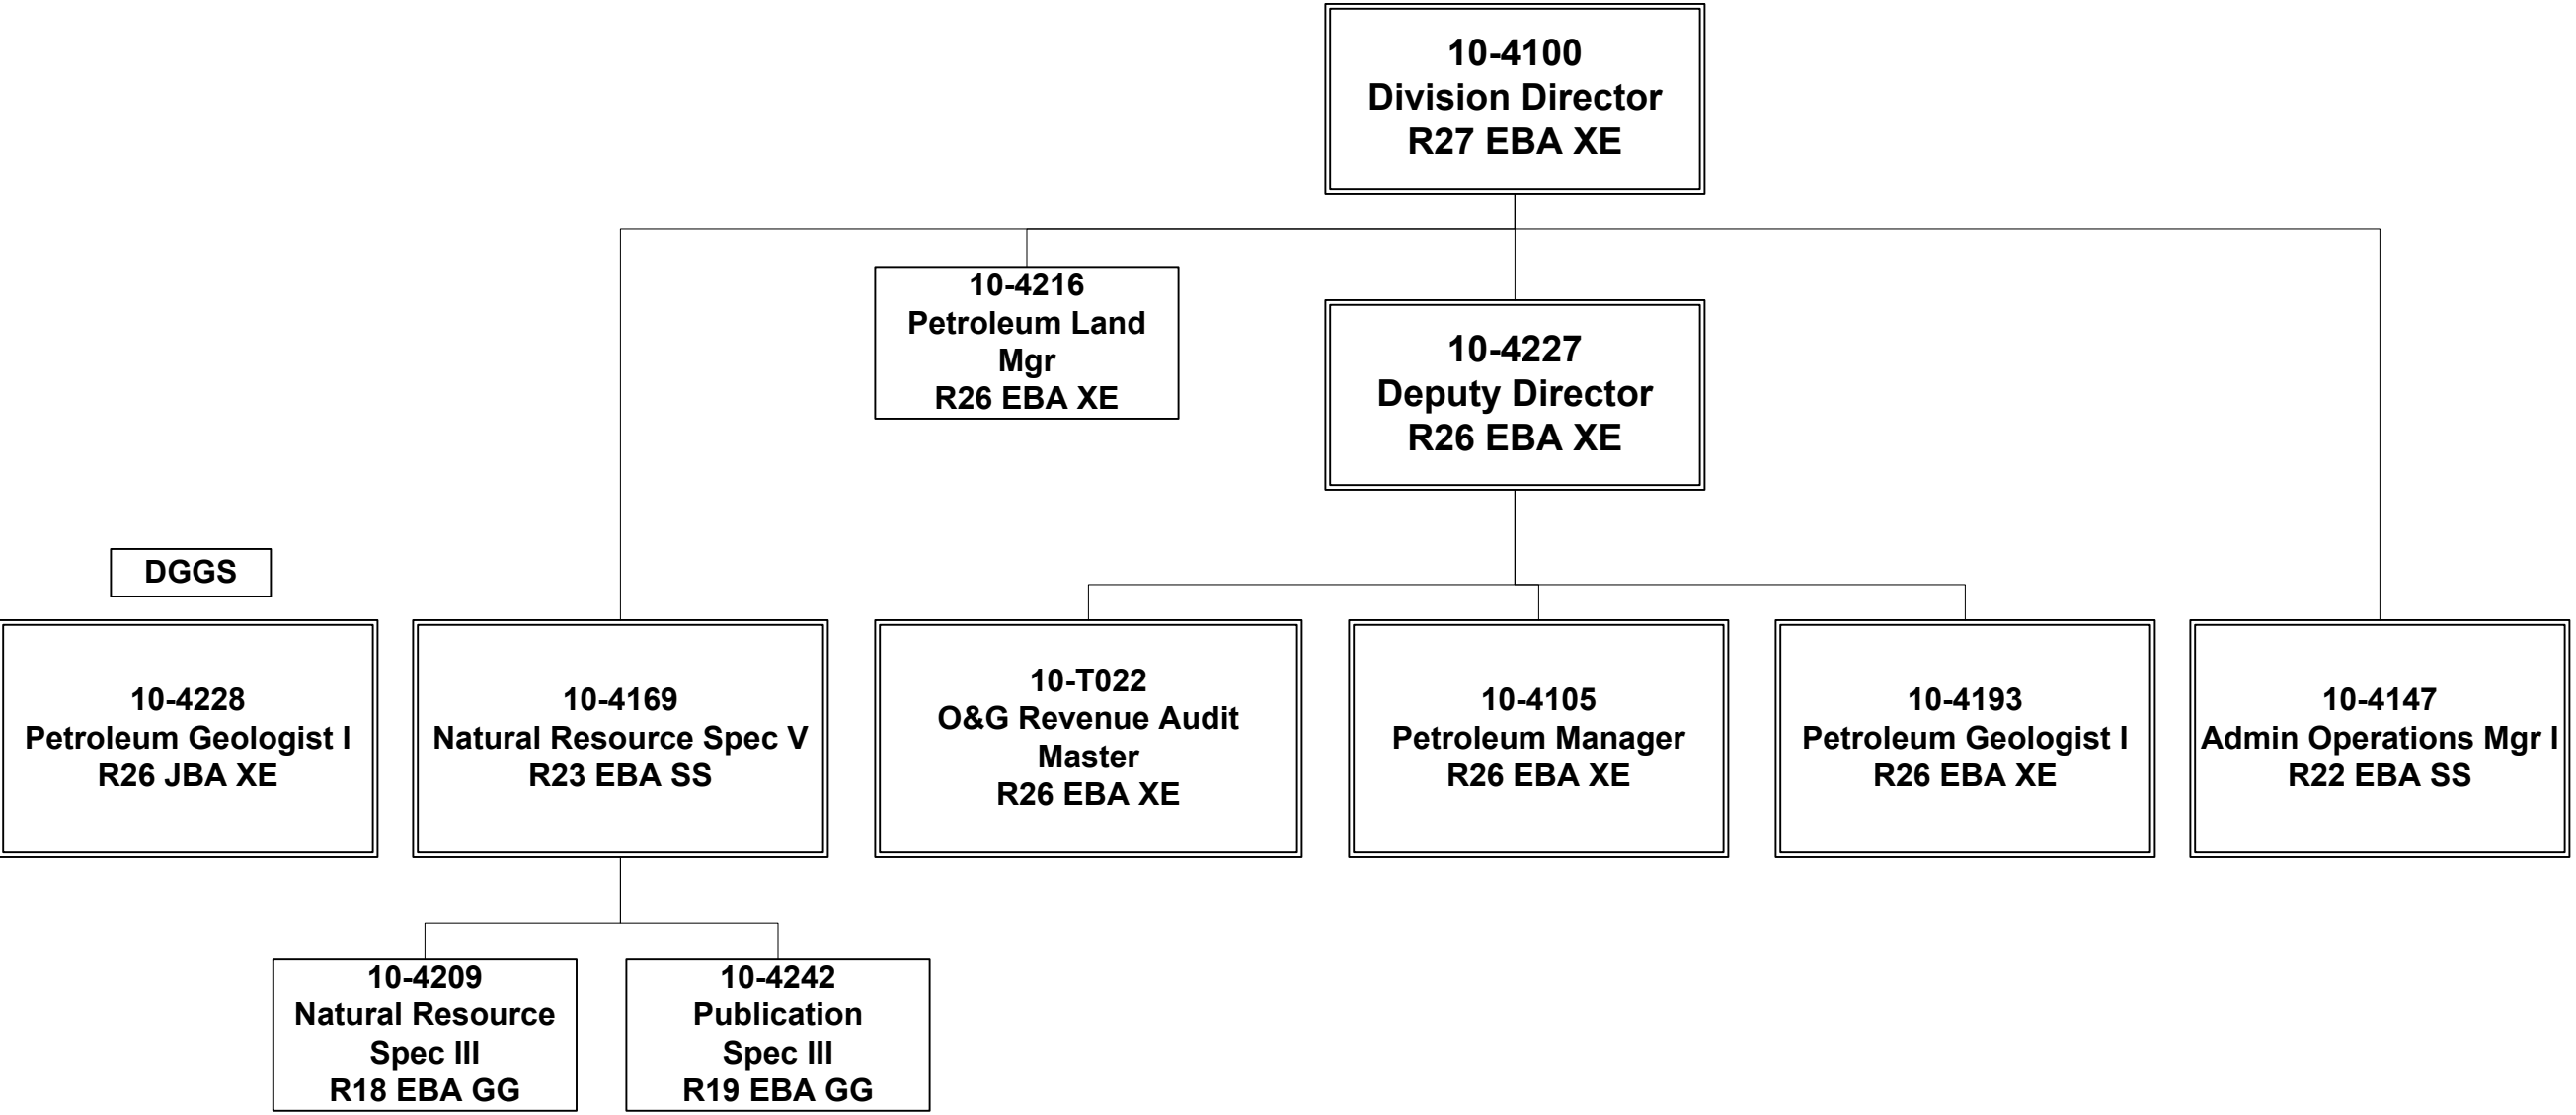 10-4100
Division Director
R27 EBA XE
10-4216
Petroleum Land
Mgr
R26 EBA XE
10-4227
Deputy Director
R26 EBA XE
DGGS
10-4228
Petroleum Geologist I
R26 JBA XE
10-4169
Natural Resource Spec V
R23 EBA SS
10-T022
O&G Revenue Audit
Master
R26 EBA XE
10-4105
Petroleum Manager
R26 EBA XE
10-4193
Petroleum Geologist I
R26 EBA XE
10-4147
Admin Operations Mgr I
R22 EBA SS
10-4209
Natural Resource
Spec III
R18 EBA GG
10-4242
Publication
Spec III
R19 EBA GG